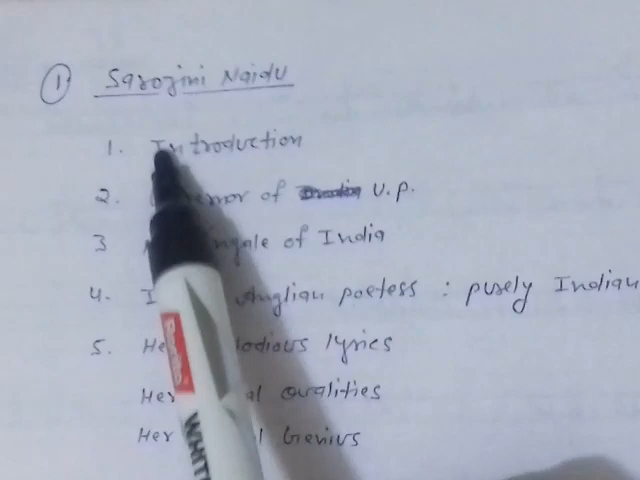 ① Sarojini Naidu
1. Introduction
2. of U.P.
3 of India
4. Anglian poetess : purely Indian
5. lyrics
Her qualities
Her Genius
WHIT